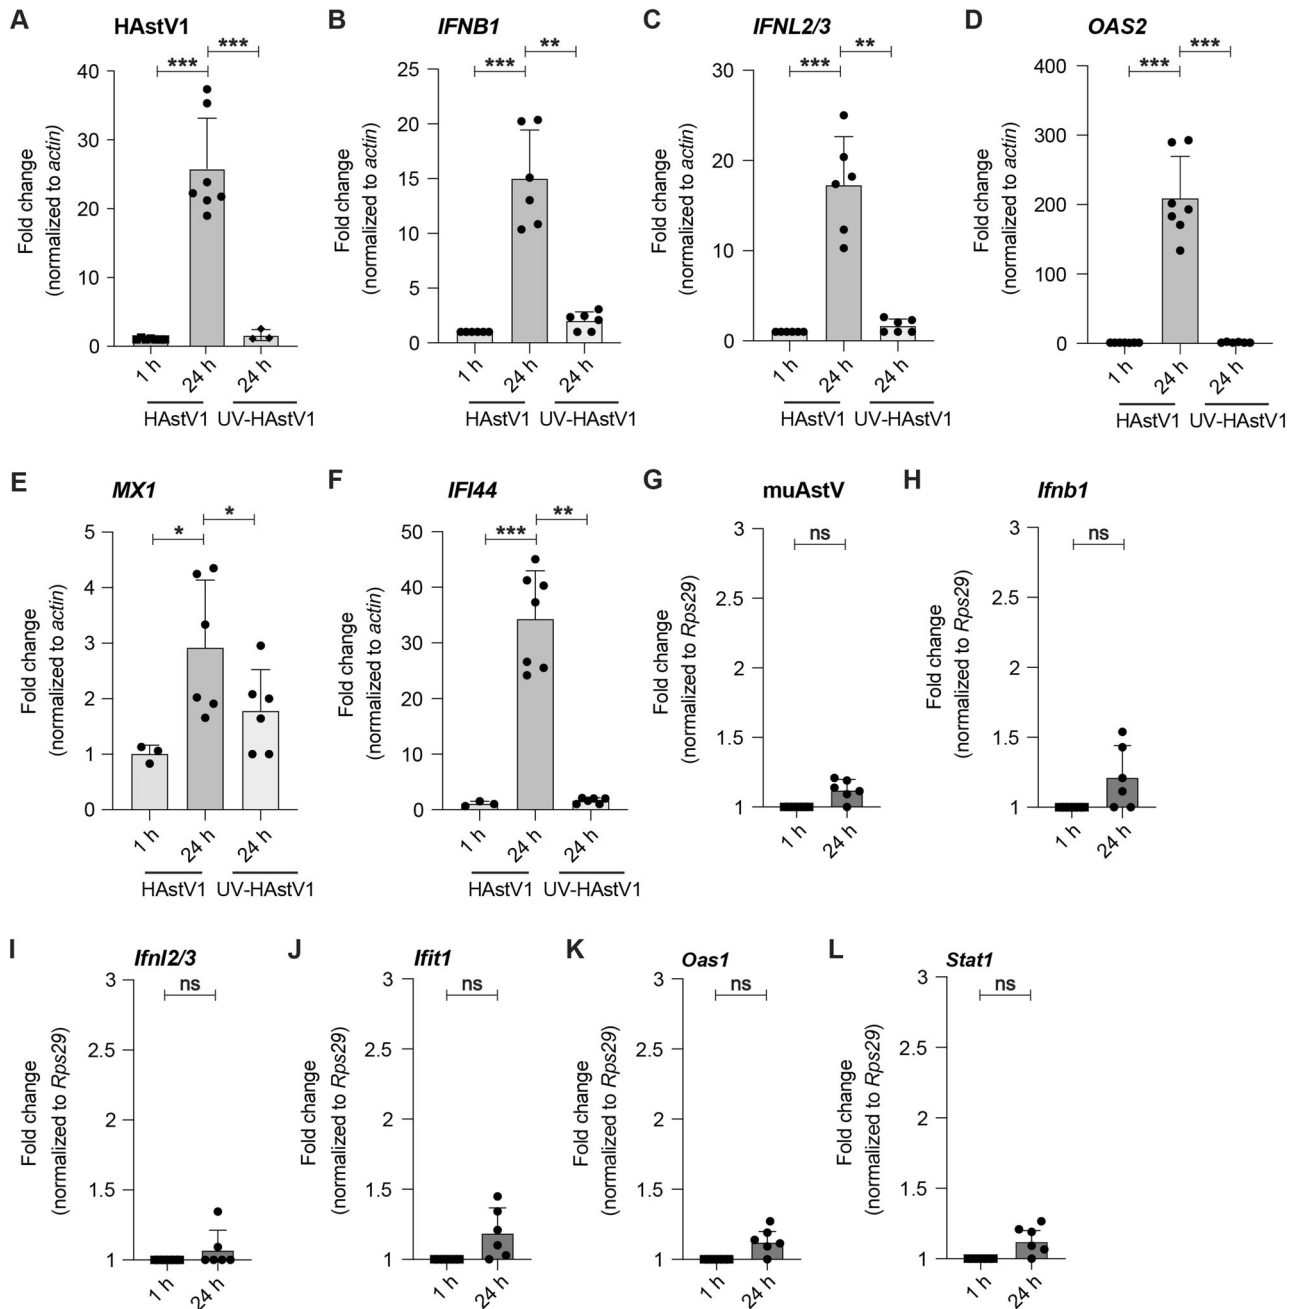 A
HAstV1
***
***
40
30
20
10
0
Fold change
(normalized to actin)
1 h
24 h
24 h
HAstV1
UV-HAstV1
B
IFNB1
***
**
25
20
15
10
5
0
Fold change
(normalized to actin)
1 h
24 h
24 h
HAstV1
UV-HAstV1
C
IFNL2/3
***
**
30
20
10
0
Fold change
(normalized to actin)
1 h
24 h
24 h
HAstV1
UV-HAstV1
D
OAS2
***
***
400
300
200
100
0
Fold change
(normalized to actin)
1 h
24 h
24 h
HAstV1
UV-HAstV1
E
MX1
*
*
5
4
3
2
1
0
Fold change
(normalized to actin)
1 h
24 h
24 h
HAstV1
UV-HAstV1
F
IFI44
***
**
50
40
30
20
10
0
Fold change
(normalized to actin)
1 h
24 h
24 h
HAstV1
UV-HAstV1
G
muAstV
ns
3
2.5
2
1.5
1
Fold change
(normalized to Rps29)
1 h
24 h
H
Ifnb1
ns
3
2.5
2
1.5
1
Fold change
(normalized to Rps29)
1 h
24 h
I
Ifnl2/3
ns
3
2.5
2
1.5
1
Fold change
(normalized to Rps29)
1 h
24 h
J
Ifit1
ns
3
2.5
2
1.5
1
Fold change
(normalized to Rps29)
1 h
24 h
K
Oas1
ns
3
2.5
2
1.5
1
Fold change
(normalized to Rps29)
1 h
24 h
L
Stat1
ns
3
2.5
2
1.5
1
Fold change
(normalized to Rps29)
1 h
24 h